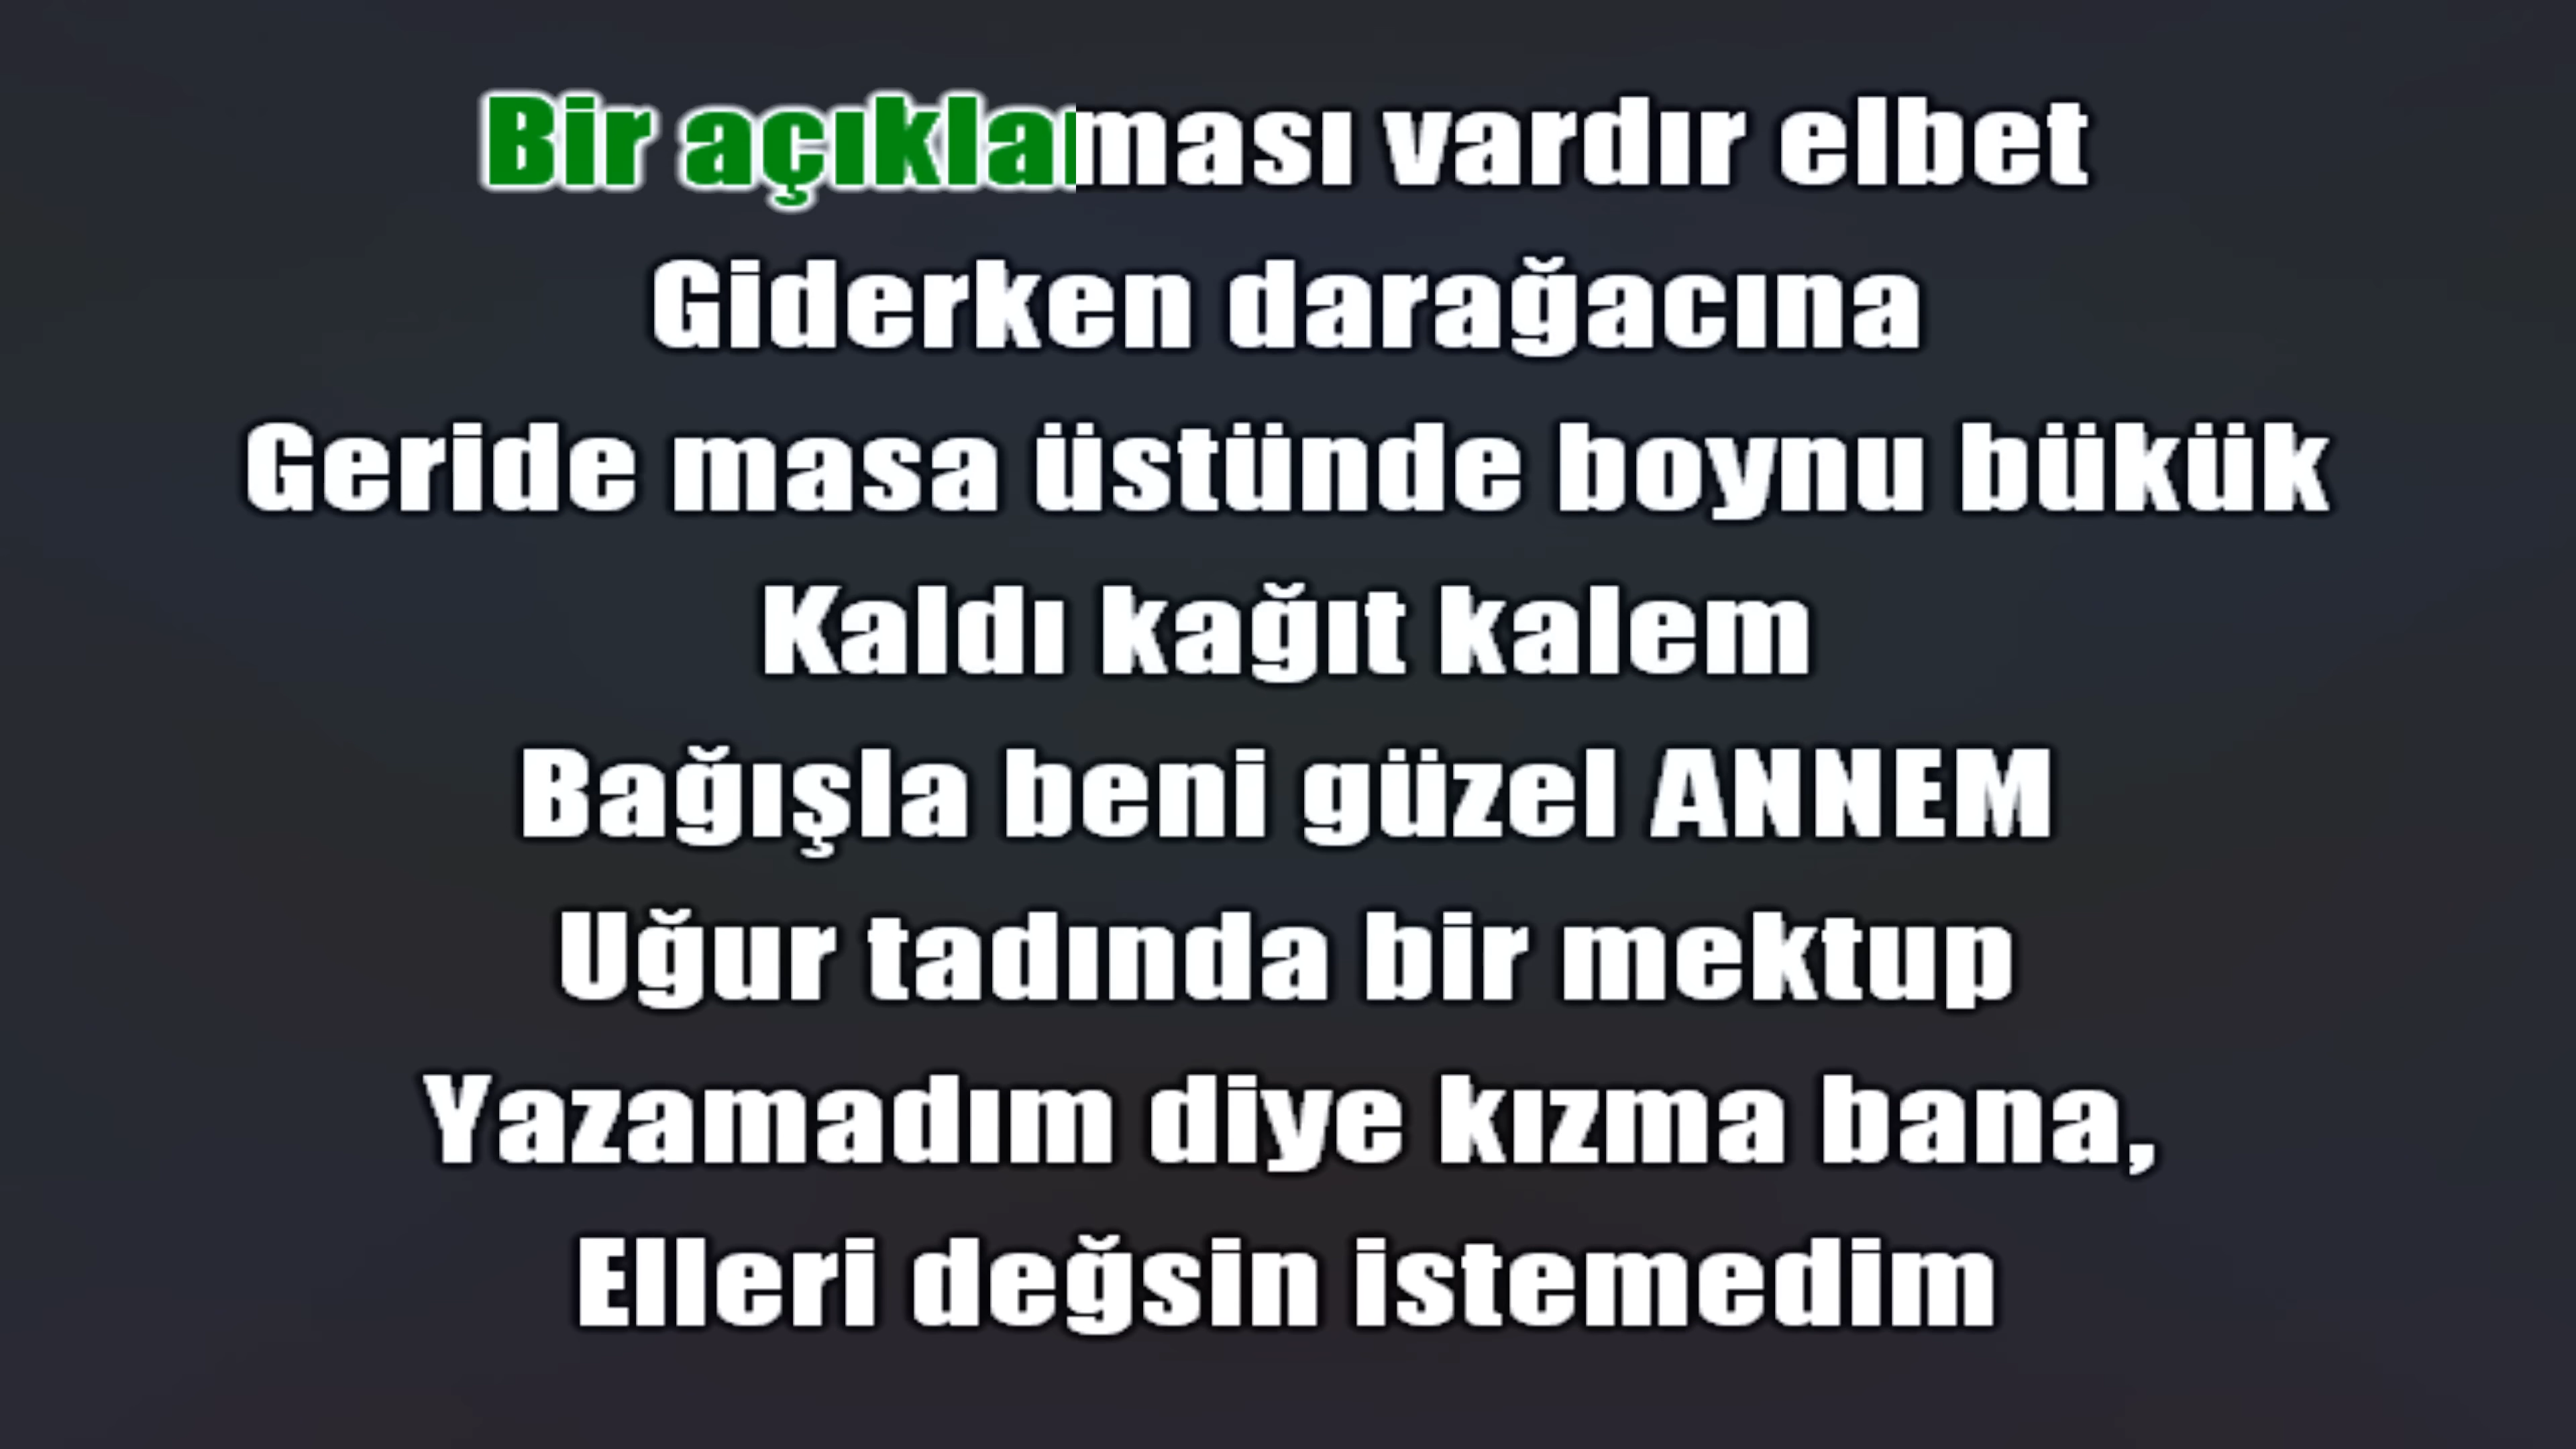 Bir açıklaması vardır elbet
Giderken darağacına
Geride masa üstünde boynu bükük
Kaldı kağıt kalem
Bağışla beni güzel ANNEM
Uğur tadında bir mektup
Yazamadım diye kızma bana,
Elleri değsin istemedim